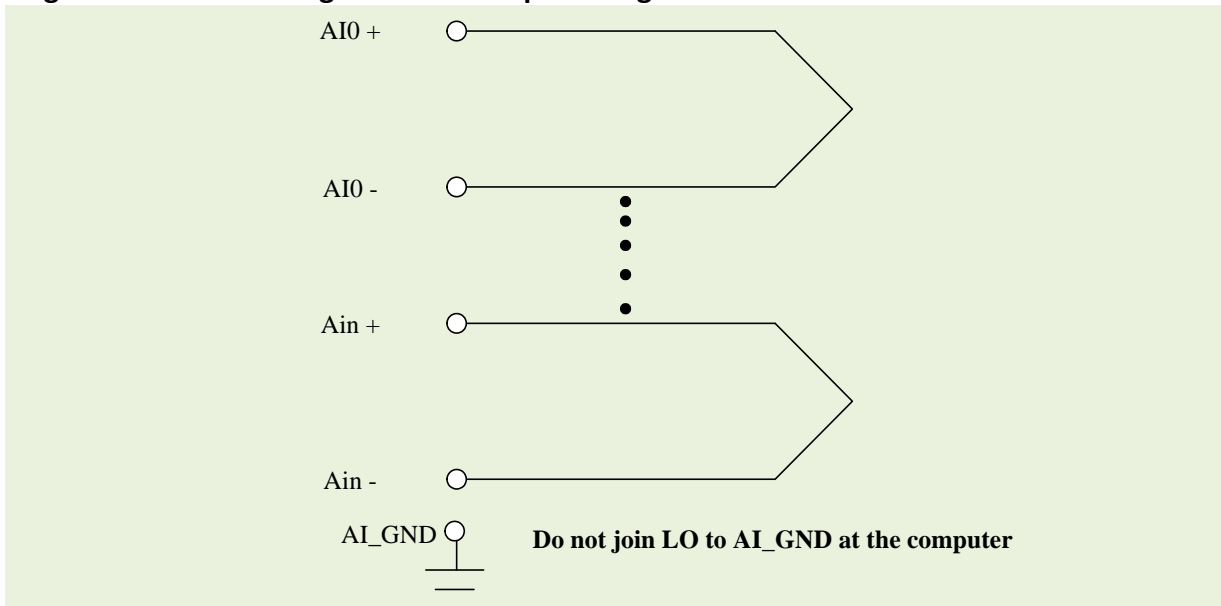 AI0 +
AI0 -
Ain +
Ain -
AI_GND
Do not join LO to AI_GND at the computer